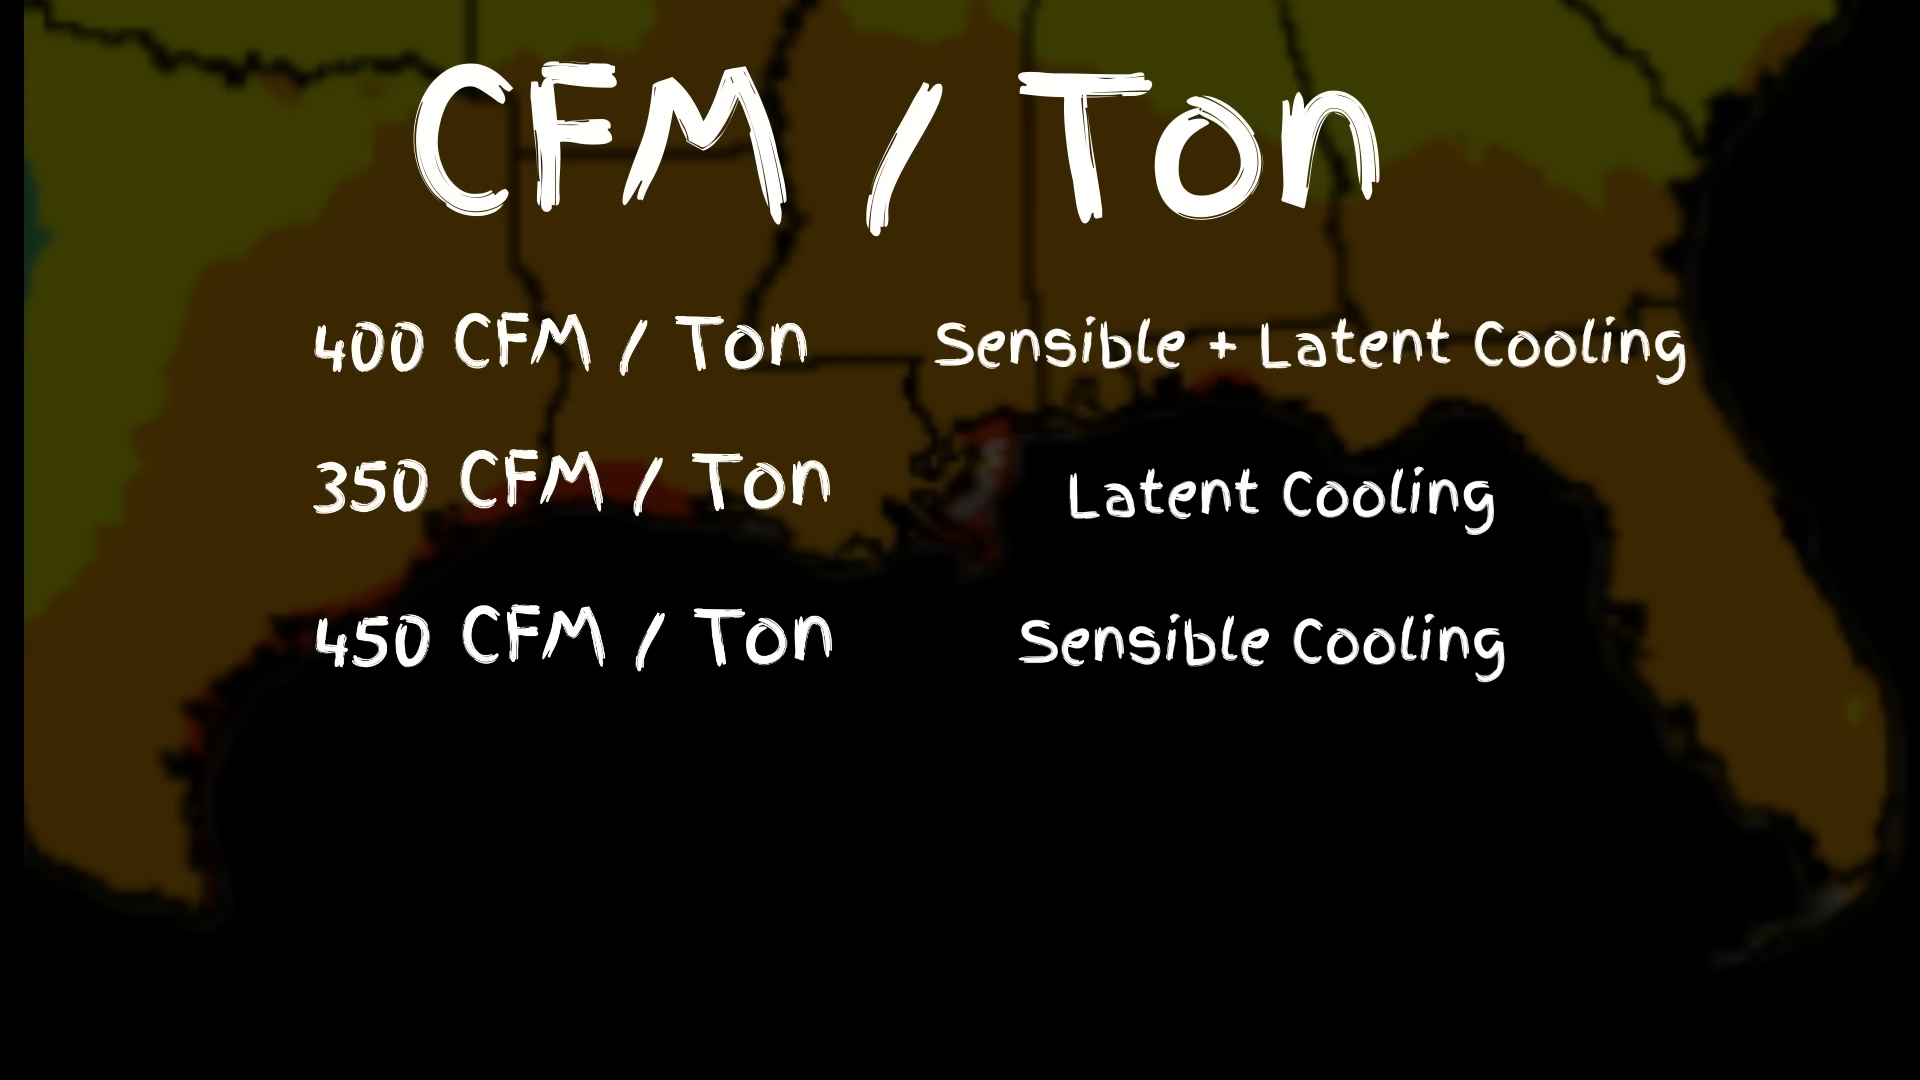 CFM / Ton
400 CFM / Ton Sensible + Latent Cooling
350 CFM / Ton Latent Cooling
450 CFM / Ton Sensible Cooling